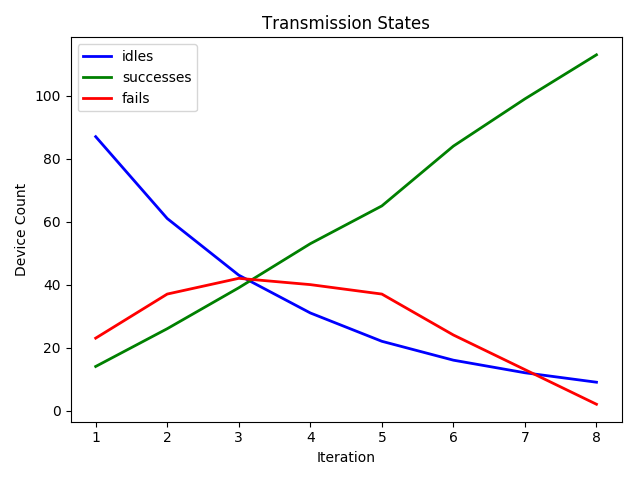 Transmission States
idles
successes
fails
Device Count
100
80
60
40
20
0
1 2 3 4 5 6 7 8
Iteration